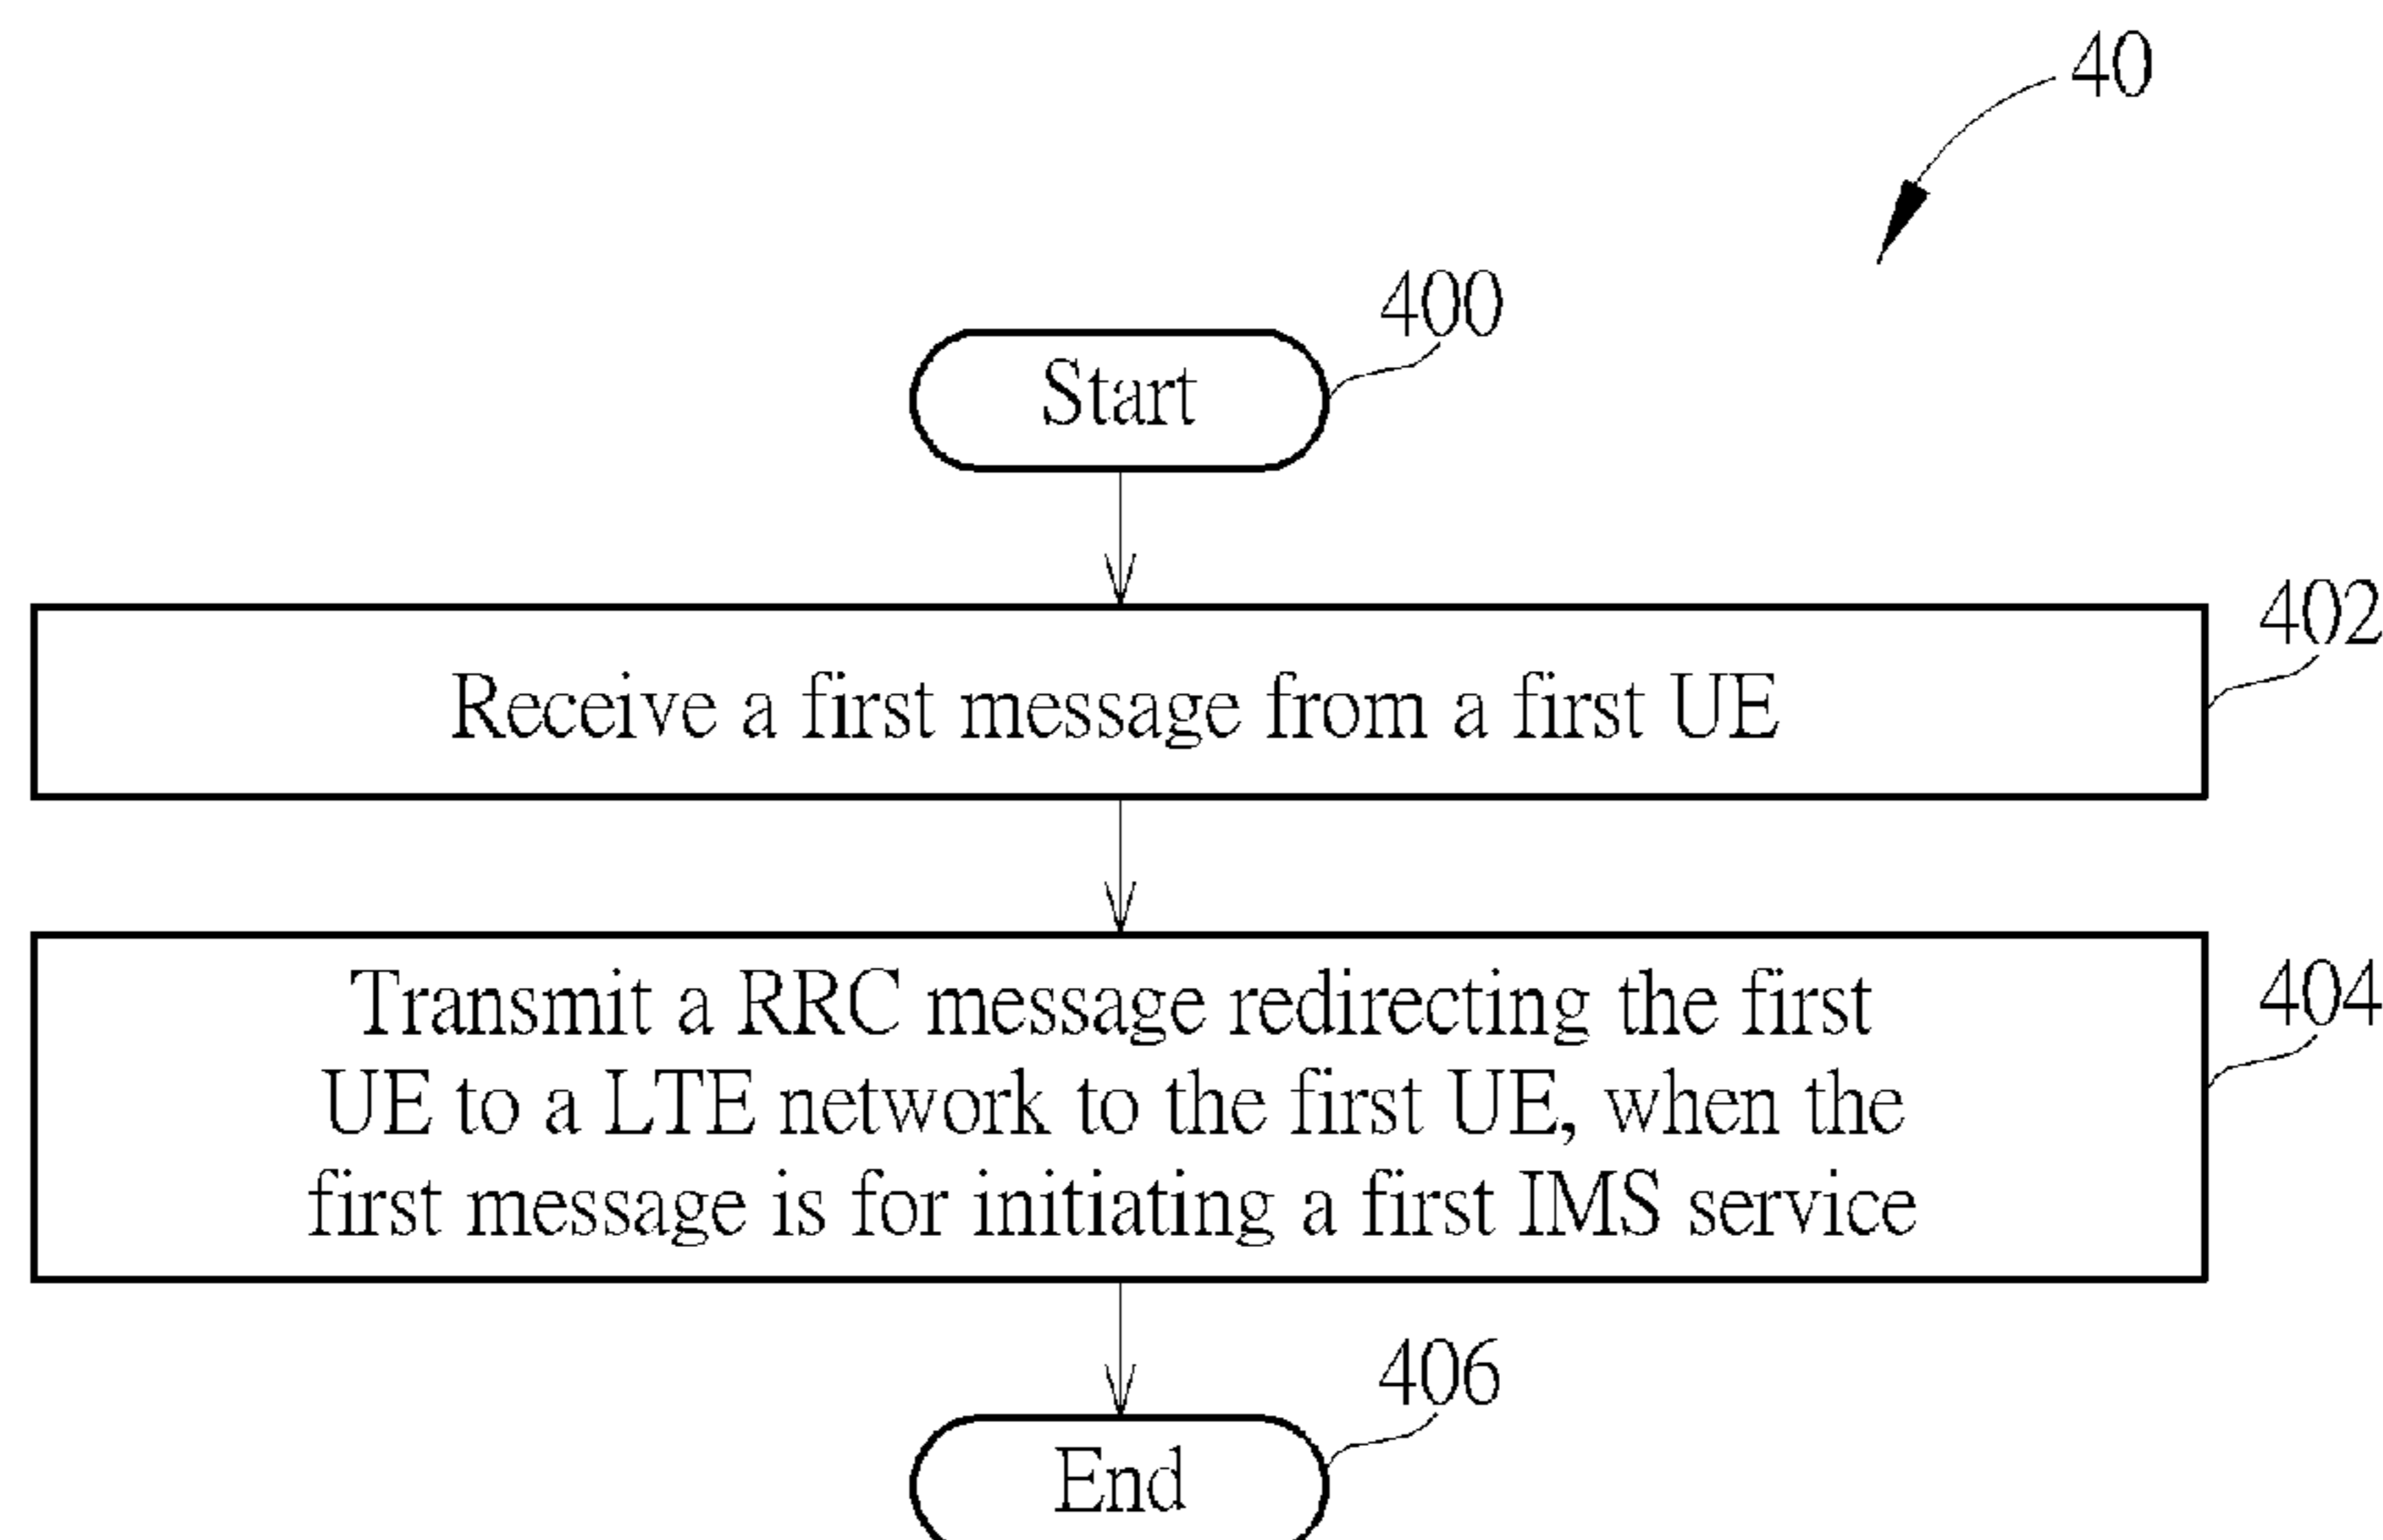 40
400
Start
402
Receive a first message from a first UE
404
Transmit a RRC message redirecting the first
UE to a LTE network to the first UE, when the
first message is for initiating a first IMS service
406
End